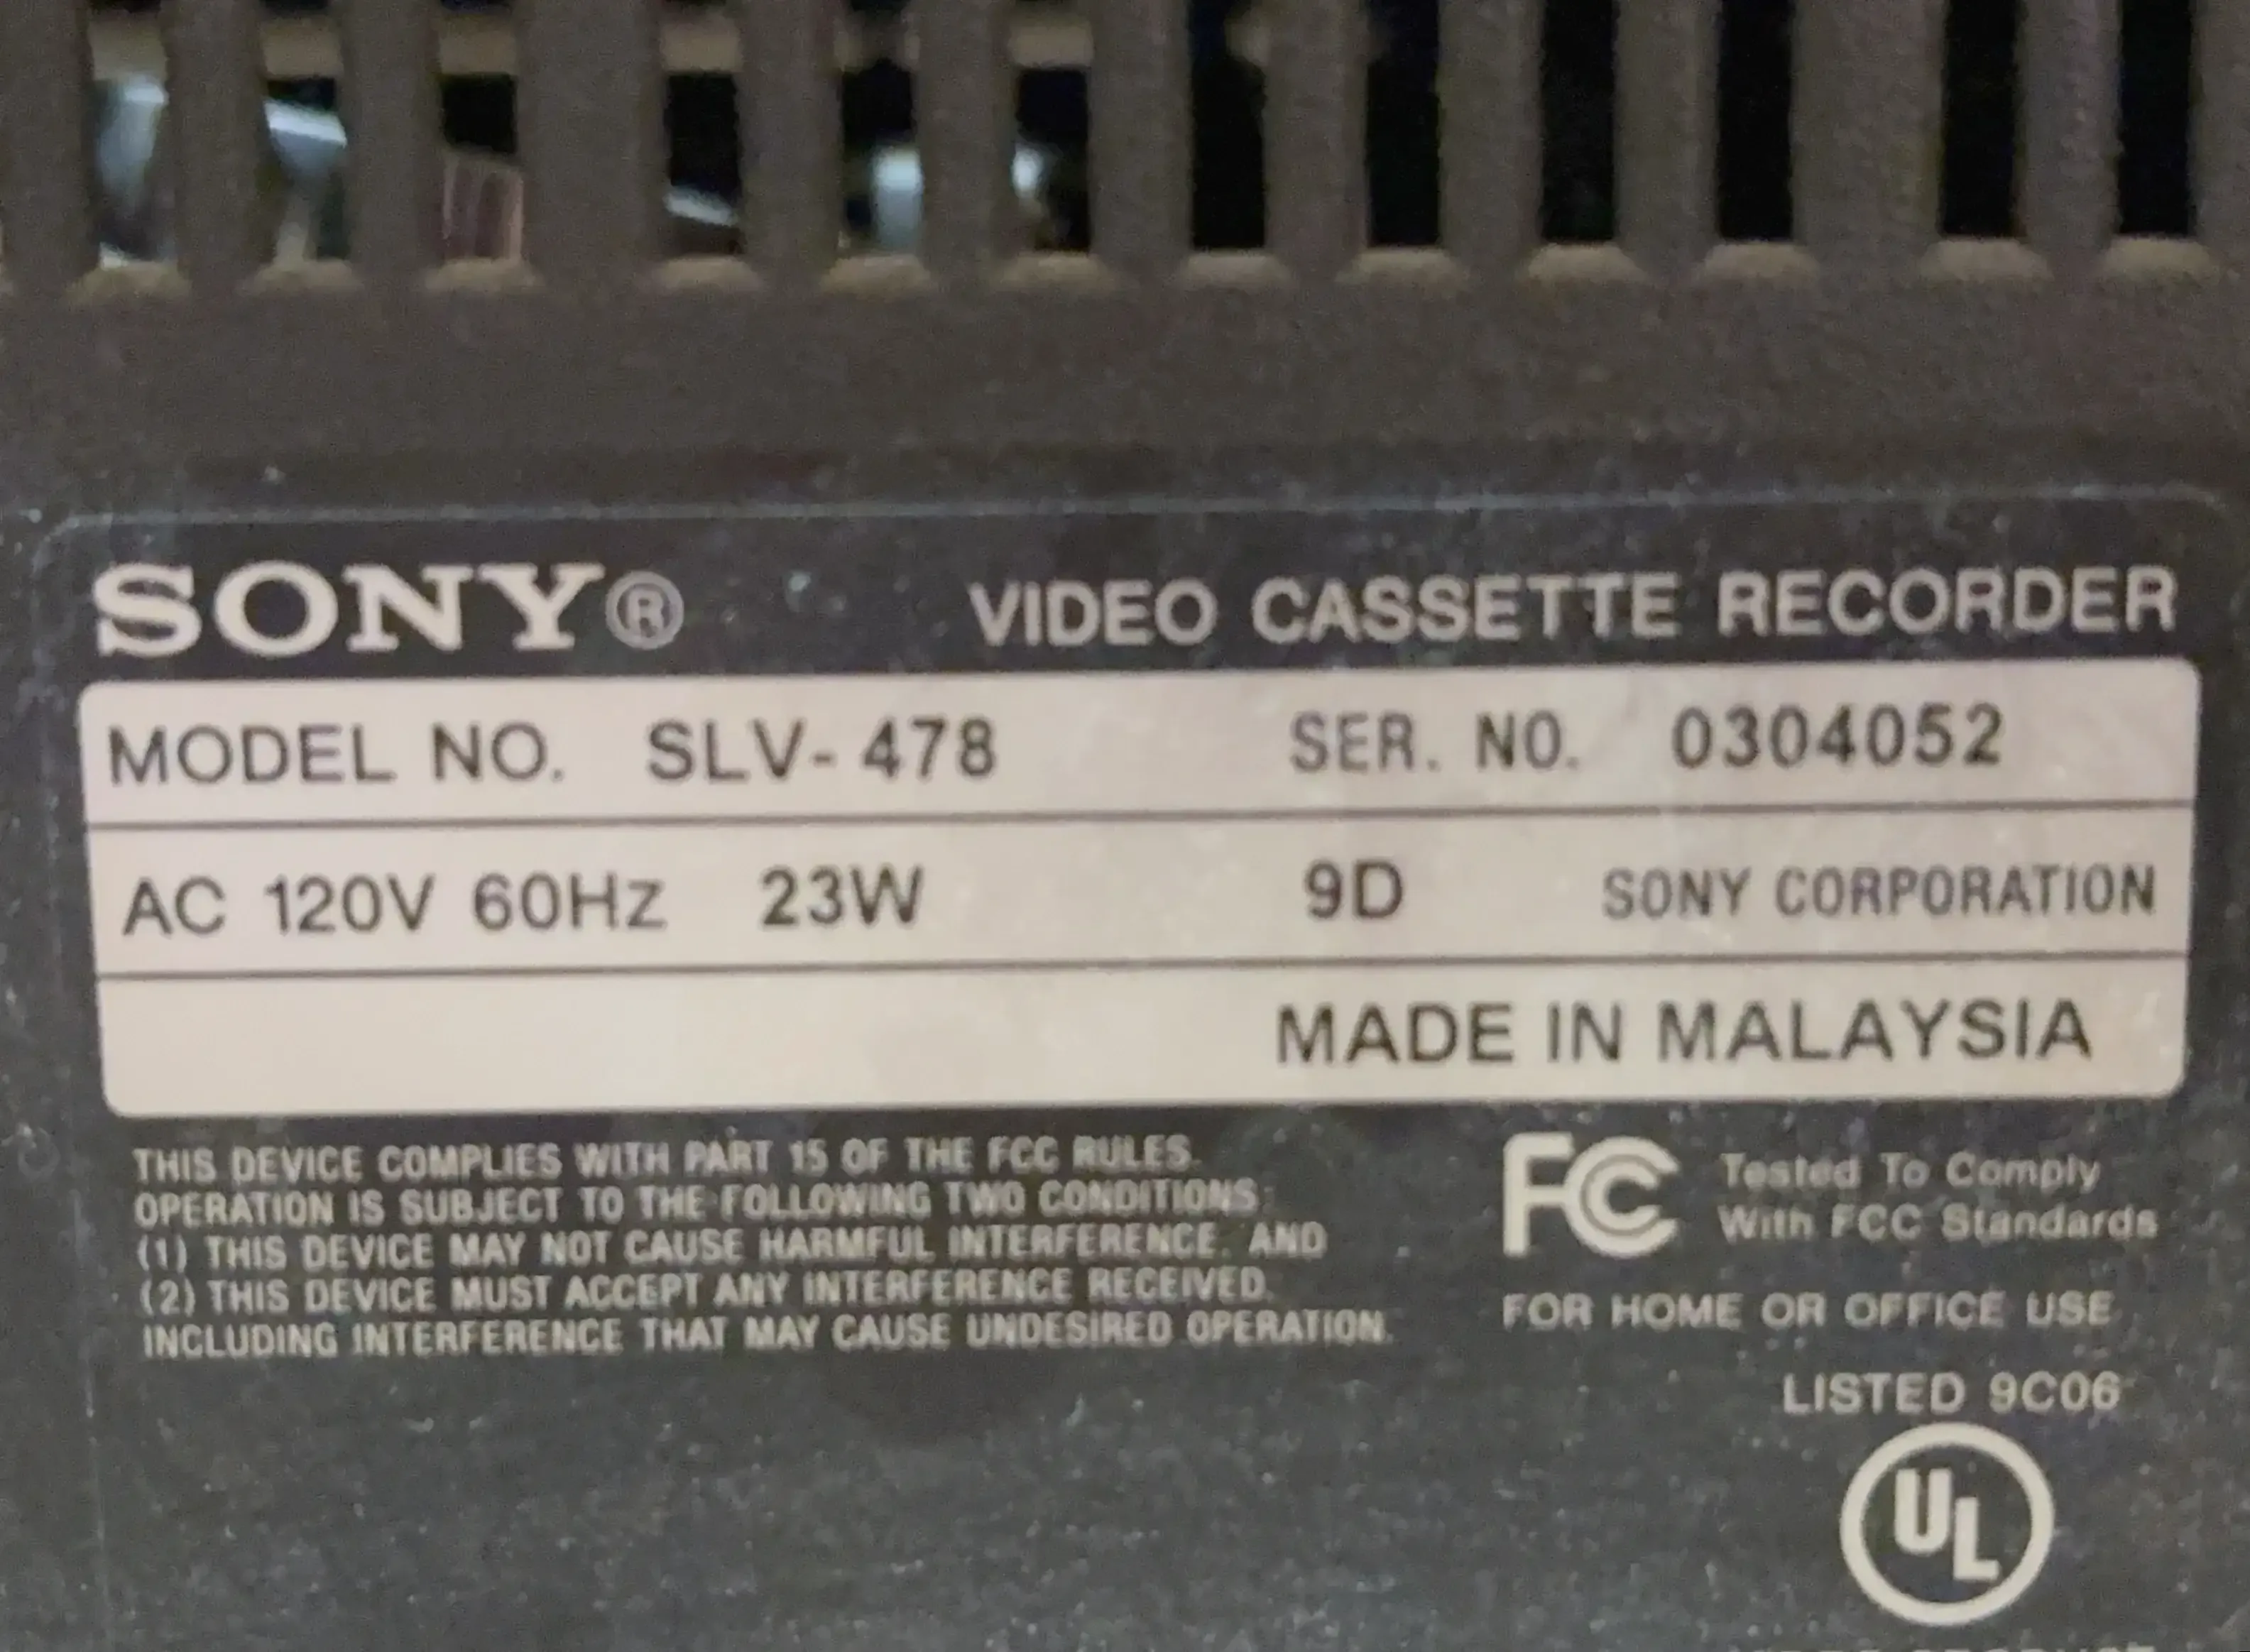 SONY® VIDEO CASSETTE RECORDER
MODEL NO. SLV-478 SER. NO. 0304052
AC 120V 60Hz 23W 9D SONY CORPORATION
MADE IN MALAYSIA
THIS DEVICE COMPLIES WITH PART 15 OF THE FCC RULES.
OPERATION IS SUBJECT TO THE FOLLOWING TWO CONDITIONS:
(1) THIS DEVICE MAY NOT CAUSE HARMFUL INTERFERENCE, AND
(2) THIS DEVICE MUST ACCEPT ANY INTERFERENCE RECEIVED,
INCLUDING INTERFERENCE THAT MAY CAUSE UNDESIRED OPERATION.
FC Tested To Comply
With FCC Standards
FOR HOME OR OFFICE USE
LISTED 9C06
UL